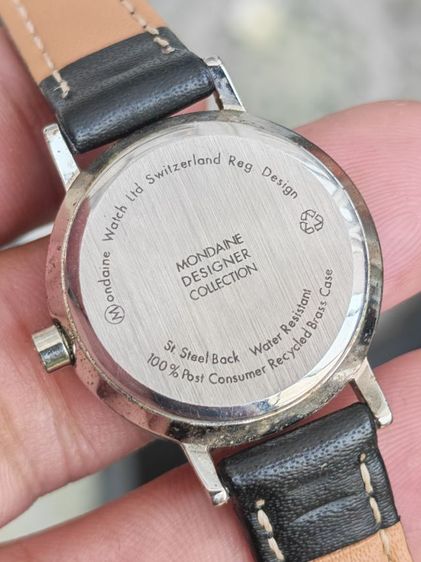 Ⓜ Mondaine Watch Ltd Switzerland Reg. Design
MONDAINE
DESIGNER
COLLECTION
St. Steel Back Water Resistant
100% Post Consumer Recycled Brass Case